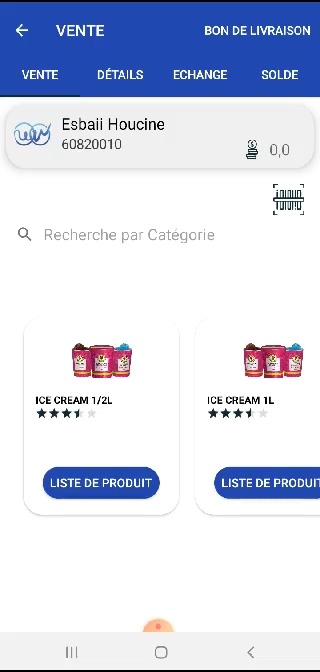 VENTE
BON DE LIVRAISON
VENTE
DÉTAILS
ECHANGE
SOLDE
Esbaii Houcine
60820010
0,0
Recherche par Catégorie
ICE CREAM 1/2L
ICE CREAM 1L
LISTE DE PRODUIT
LISTE DE PRODUIT